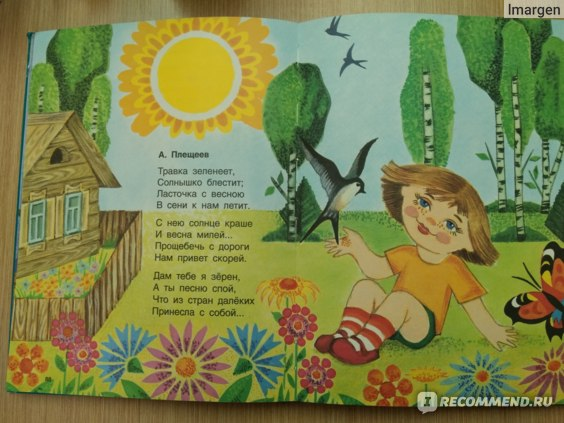 Imargen
А. Плещеев
Травка зеленеет,
Солнышко блестит;
Ласточка с весною
В сени к нам летит.
С нею солнце краше
И весна милей...
Прощебечь с дороги
Нам привет скорей.
Дам тебе я зёрен,
А ты песню спой,
Что из стран далёких
Принесла с собой...
IRECOMMEND.RU